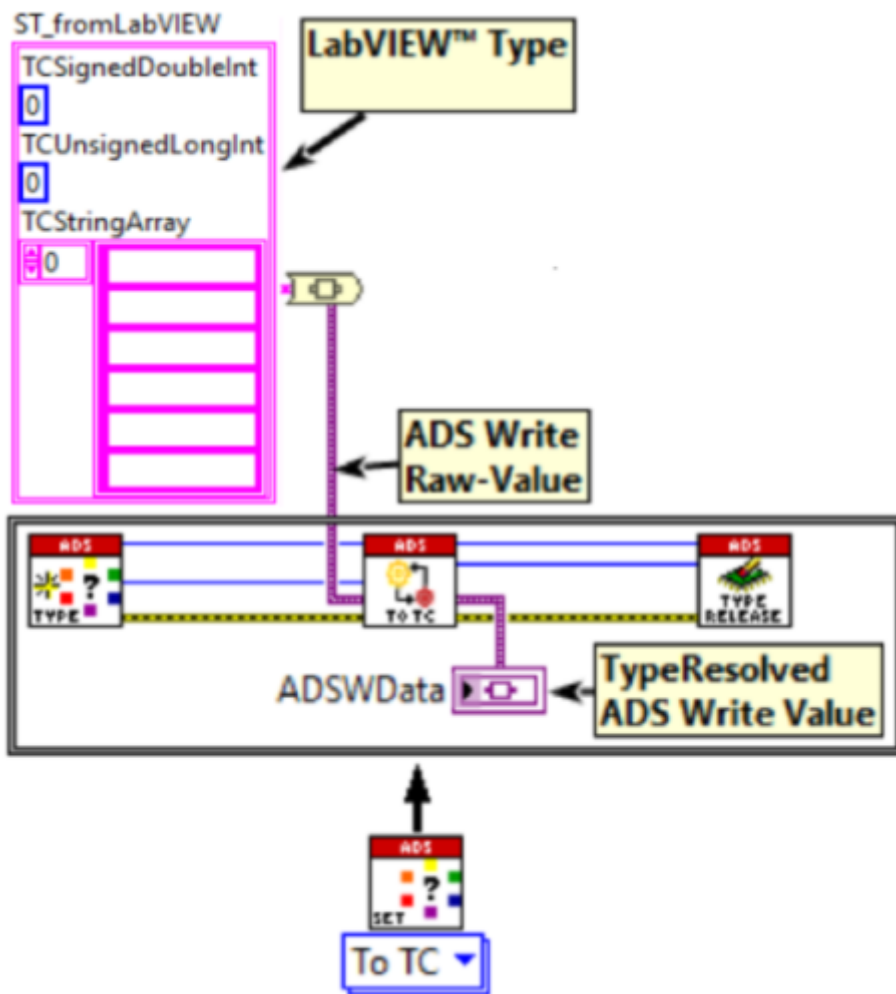 ST_fromLabVIEW
LabVIEW™ Type
TCSignedDoubleInt
0
TCUnsignedLongInt
0
TCStringArray
0
ADS Write
Raw-Value
ADS
?
TYPE
ADS
TO TC
ADS
TYPE
RELEASE
ADSWData
TypeResolved
ADS Write Value
ADS
?
SET
To TC